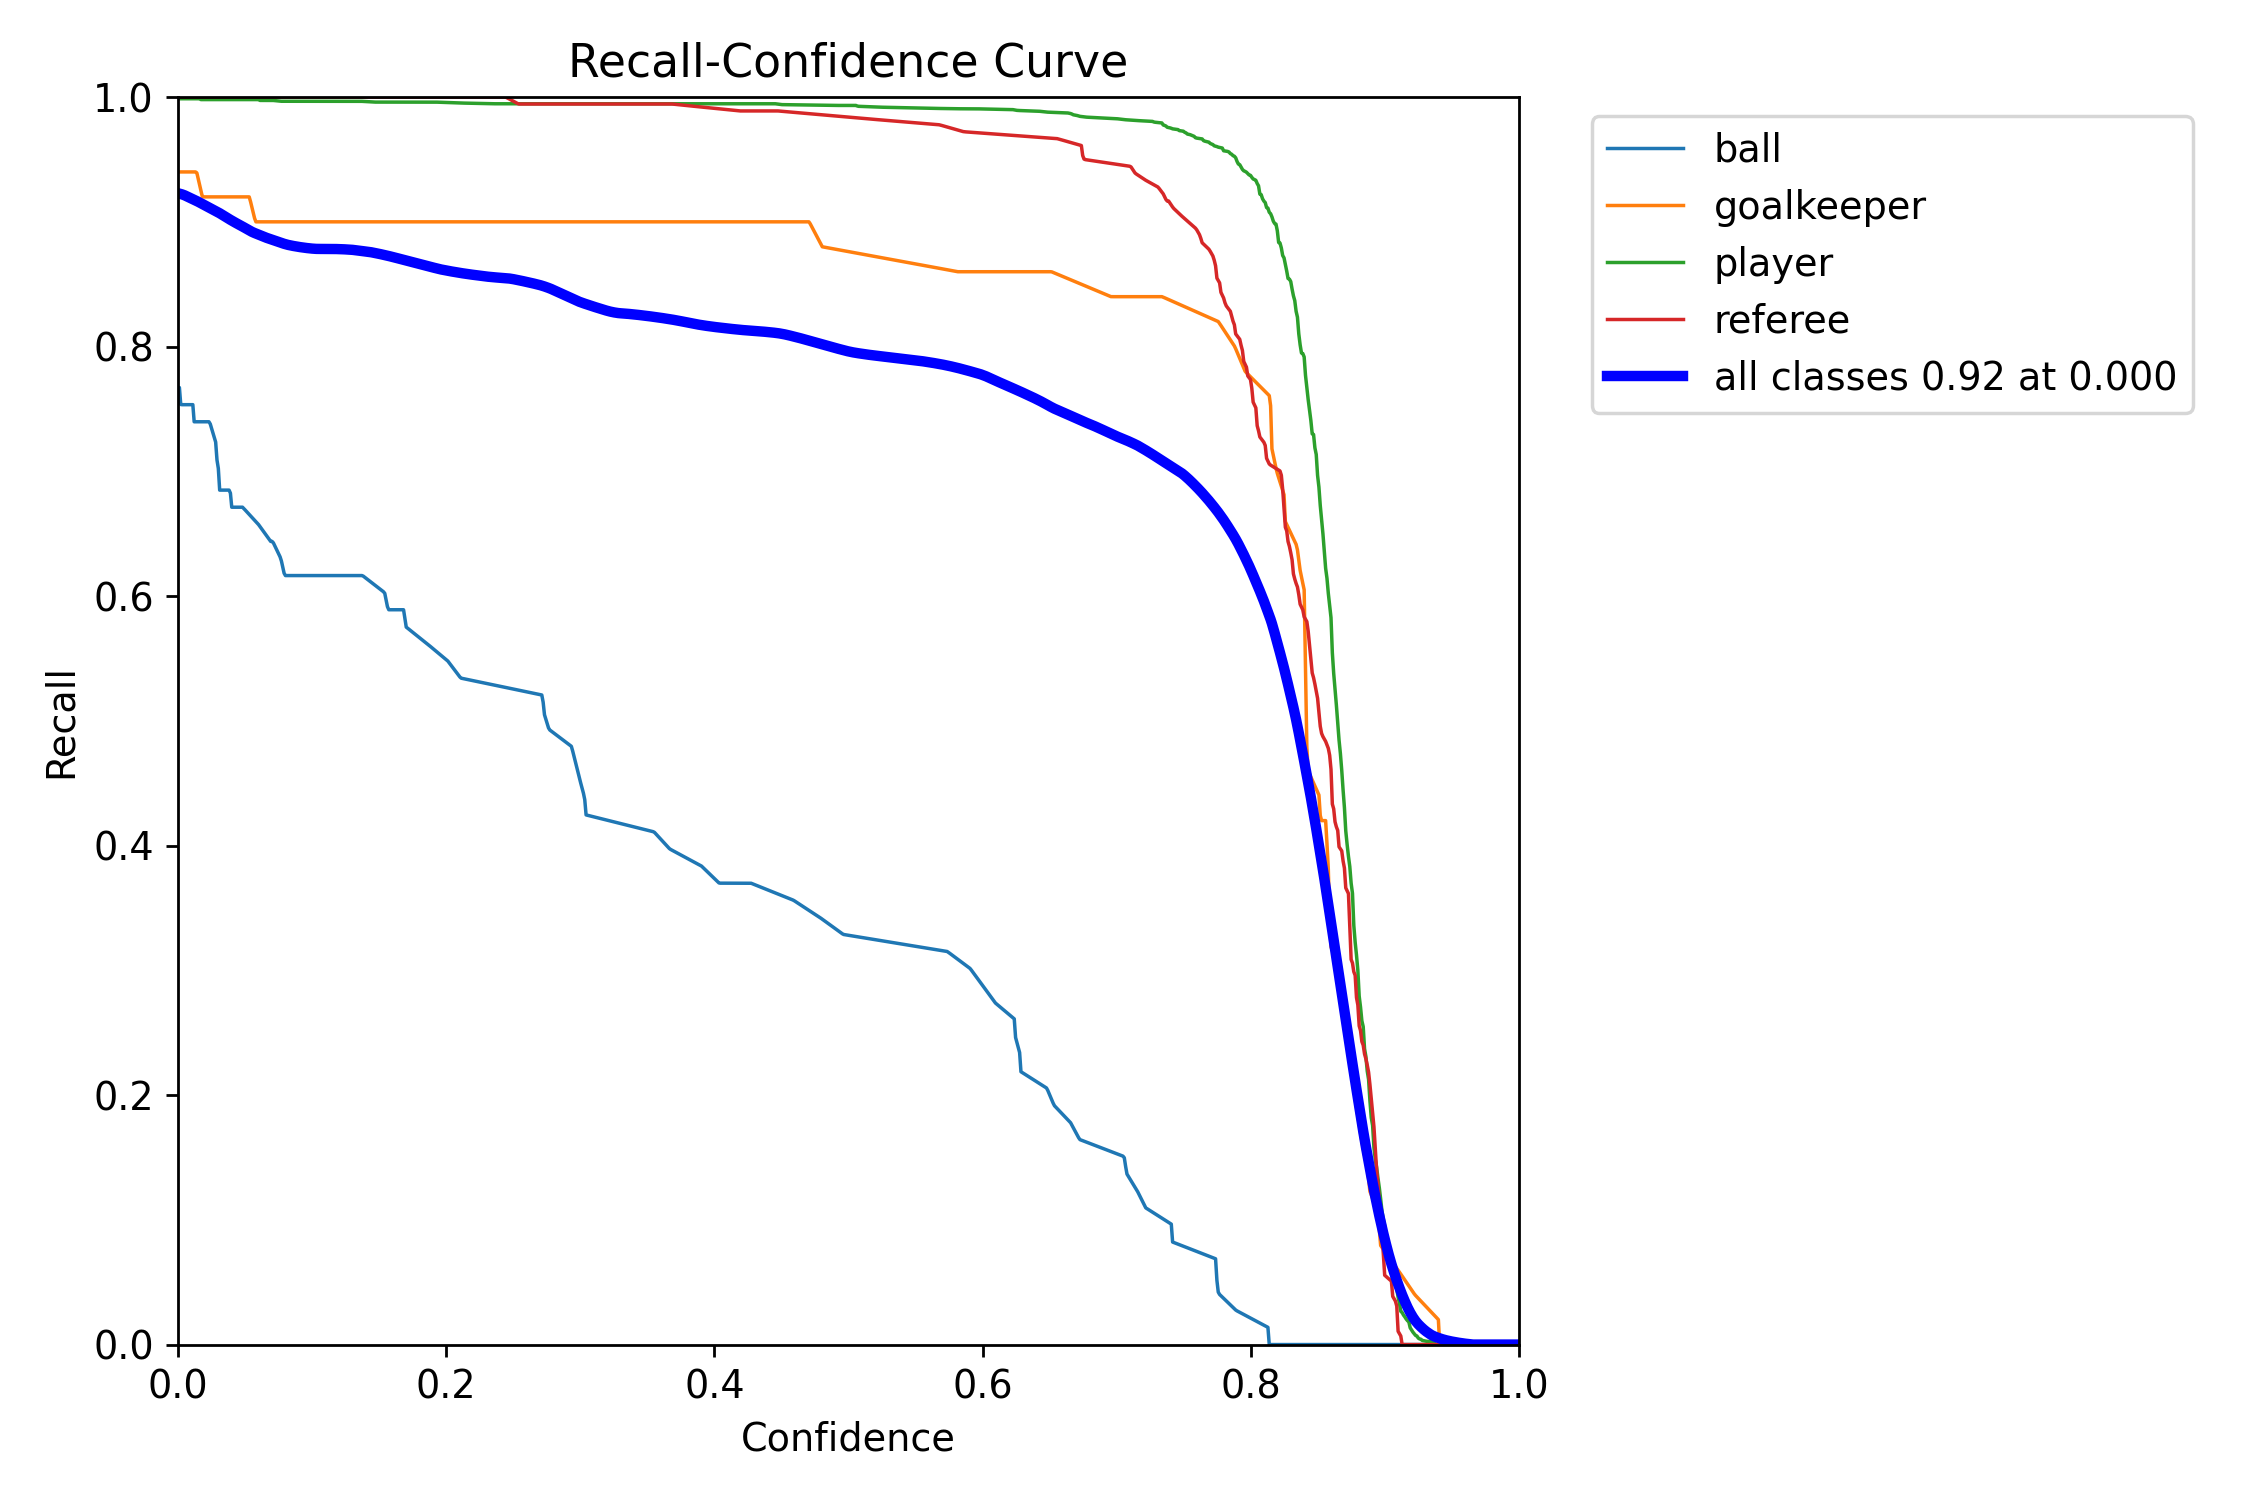 Recall-Confidence Curve
1.0
0.8
0.6
0.4
0.2
0.0
Recall
0.0 0.2 0.4 0.6 0.8 1.0
Confidence
ball
goalkeeper
player
referee
all classes 0.92 at 0.000